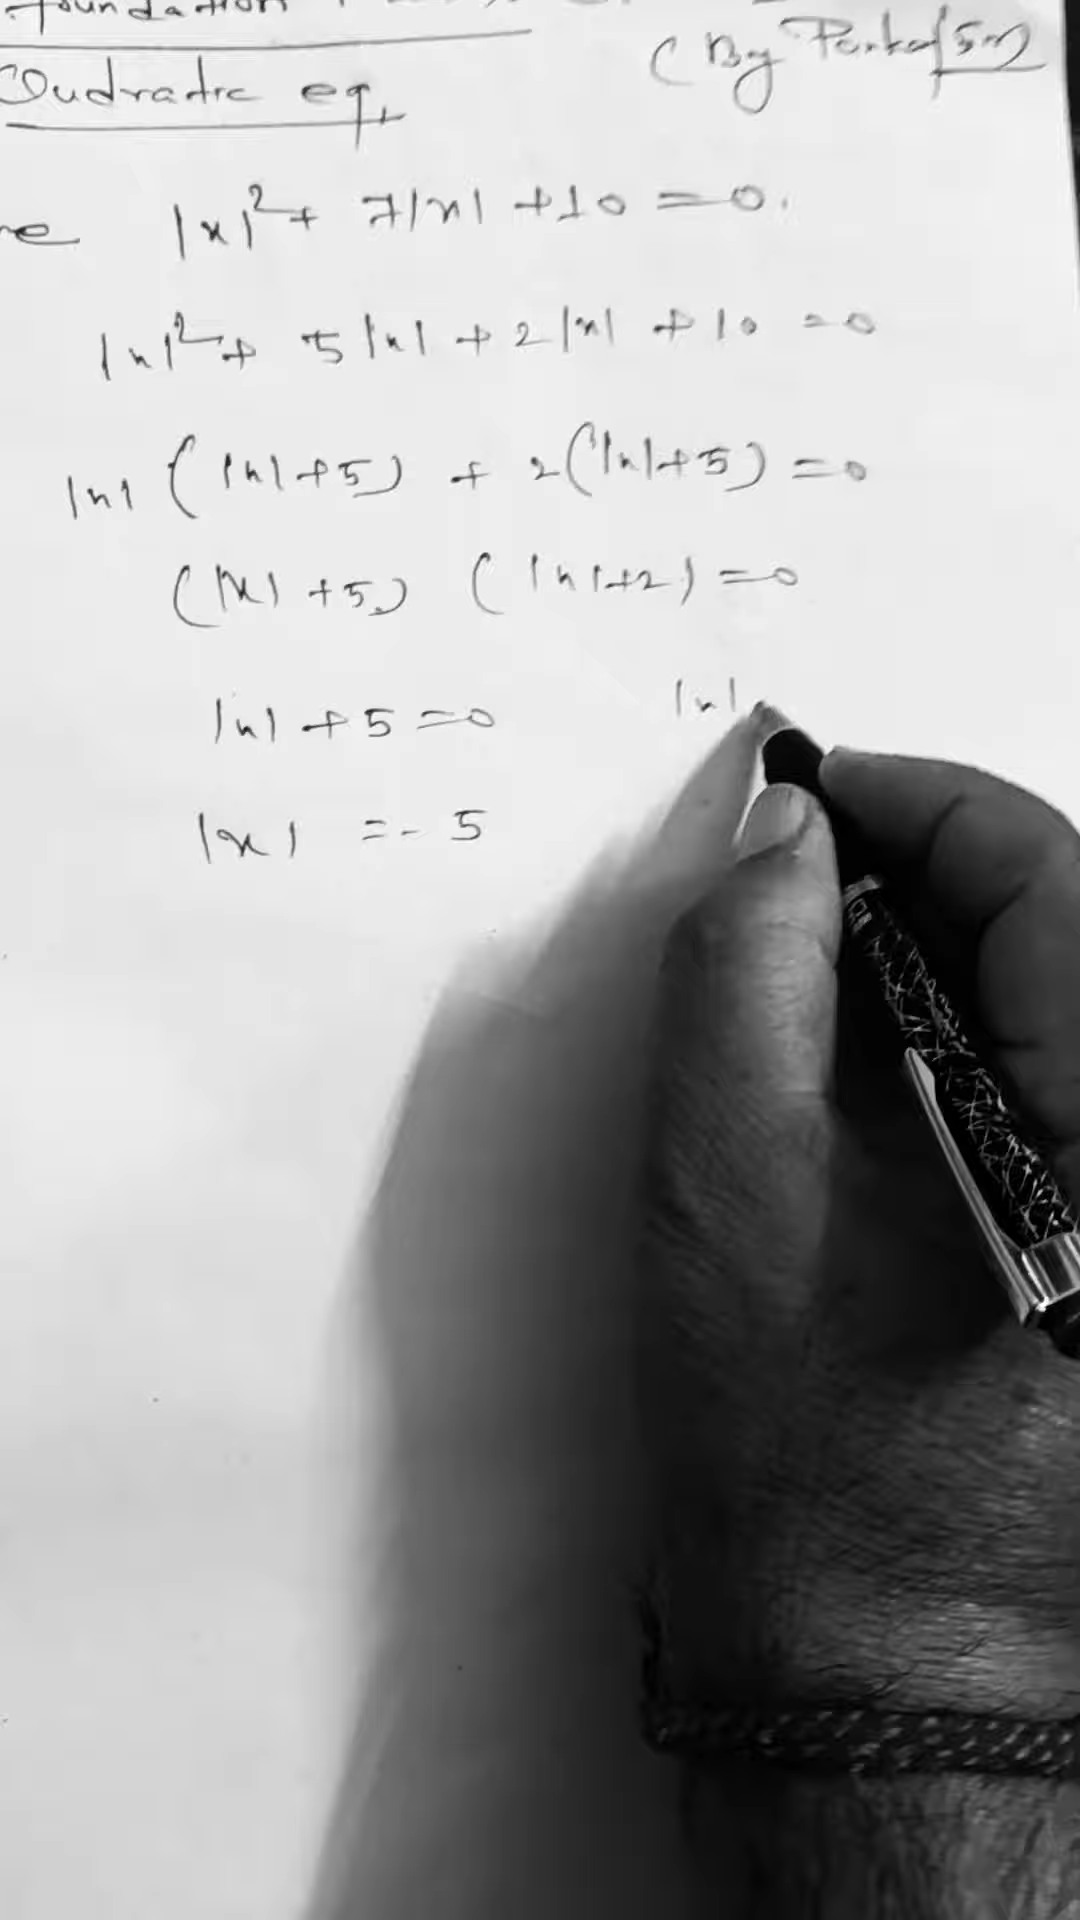 foundation
Qudratic eq.
(By Pankaj Sir)
|x|² + 7|x| + 10 = 0.
|x|² + 5|x| + 2|x| + 10 = 0
|x| (|x| + 5) + 2(|x| + 5) = 0
(|x| + 5) (|x| + 2) = 0
|x| + 5 = 0 |x|
|x| = - 5